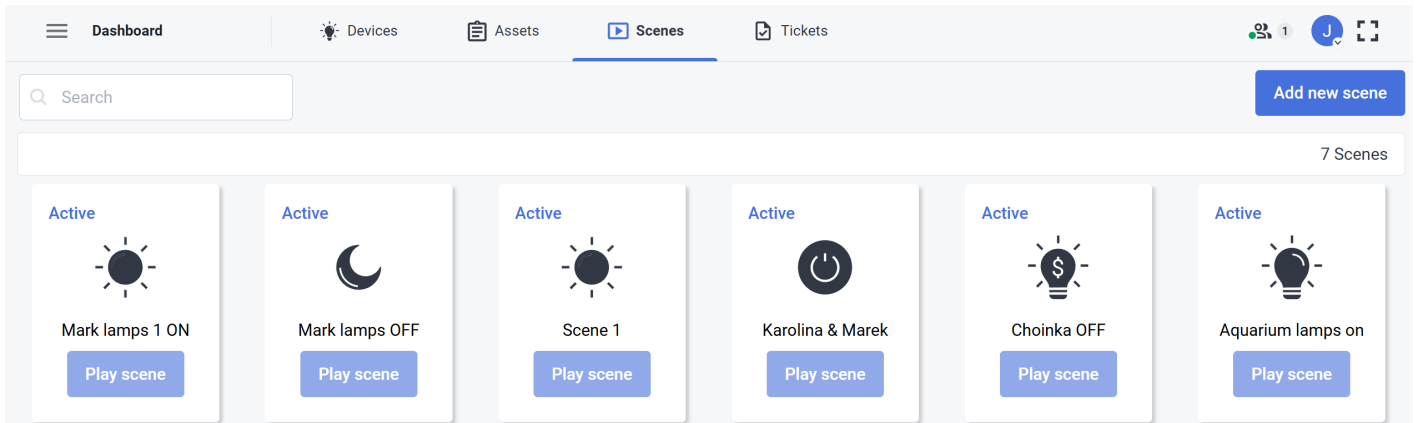 Dashboard Devices Assets Scenes Tickets 1 J
Search Add new scene
7 Scenes
Active Active Active Active Active Active
$
Mark lamps 1 ON Mark lamps OFF Scene 1 Karolina & Marek Choinka OFF Aquarium lamps on
Play scene Play scene Play scene Play scene Play scene Play scene